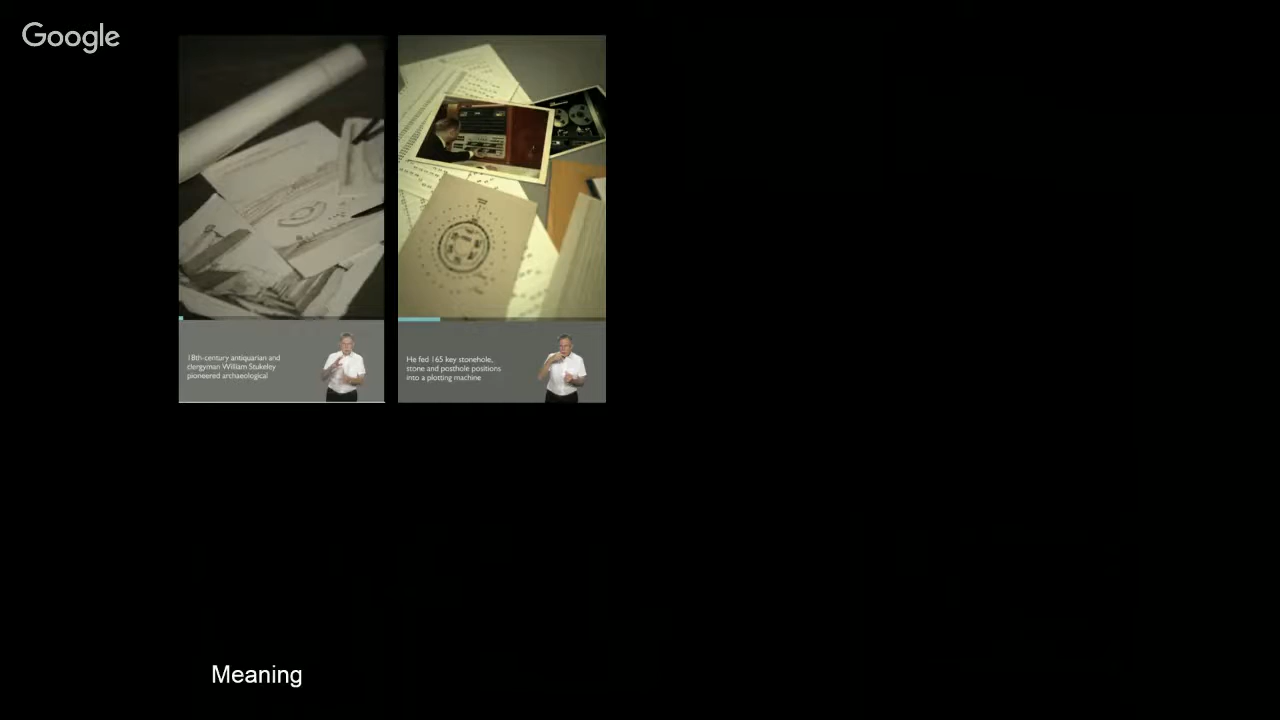 Google
18th-century antiquarian and
clergyman William Stukeley
pioneered archaeological
He fed 165 key stonehole,
stone and posthole positions
into a plotting machine
Meaning